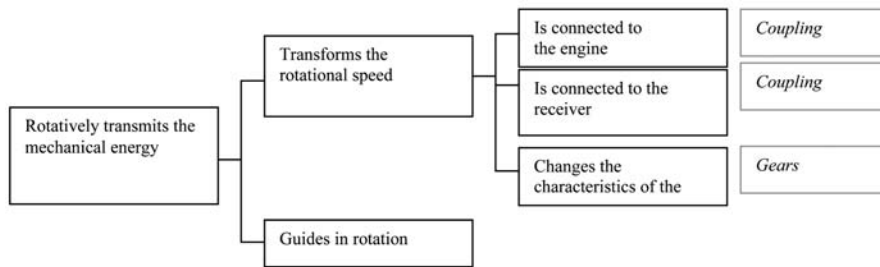 Rotatively transmits the
mechanical energy
Transforms the
rotational speed
Guides in rotation
Is connected to
the engine
Is connected to the
receiver
Changes the
characteristics of the
Coupling
Coupling
Gears